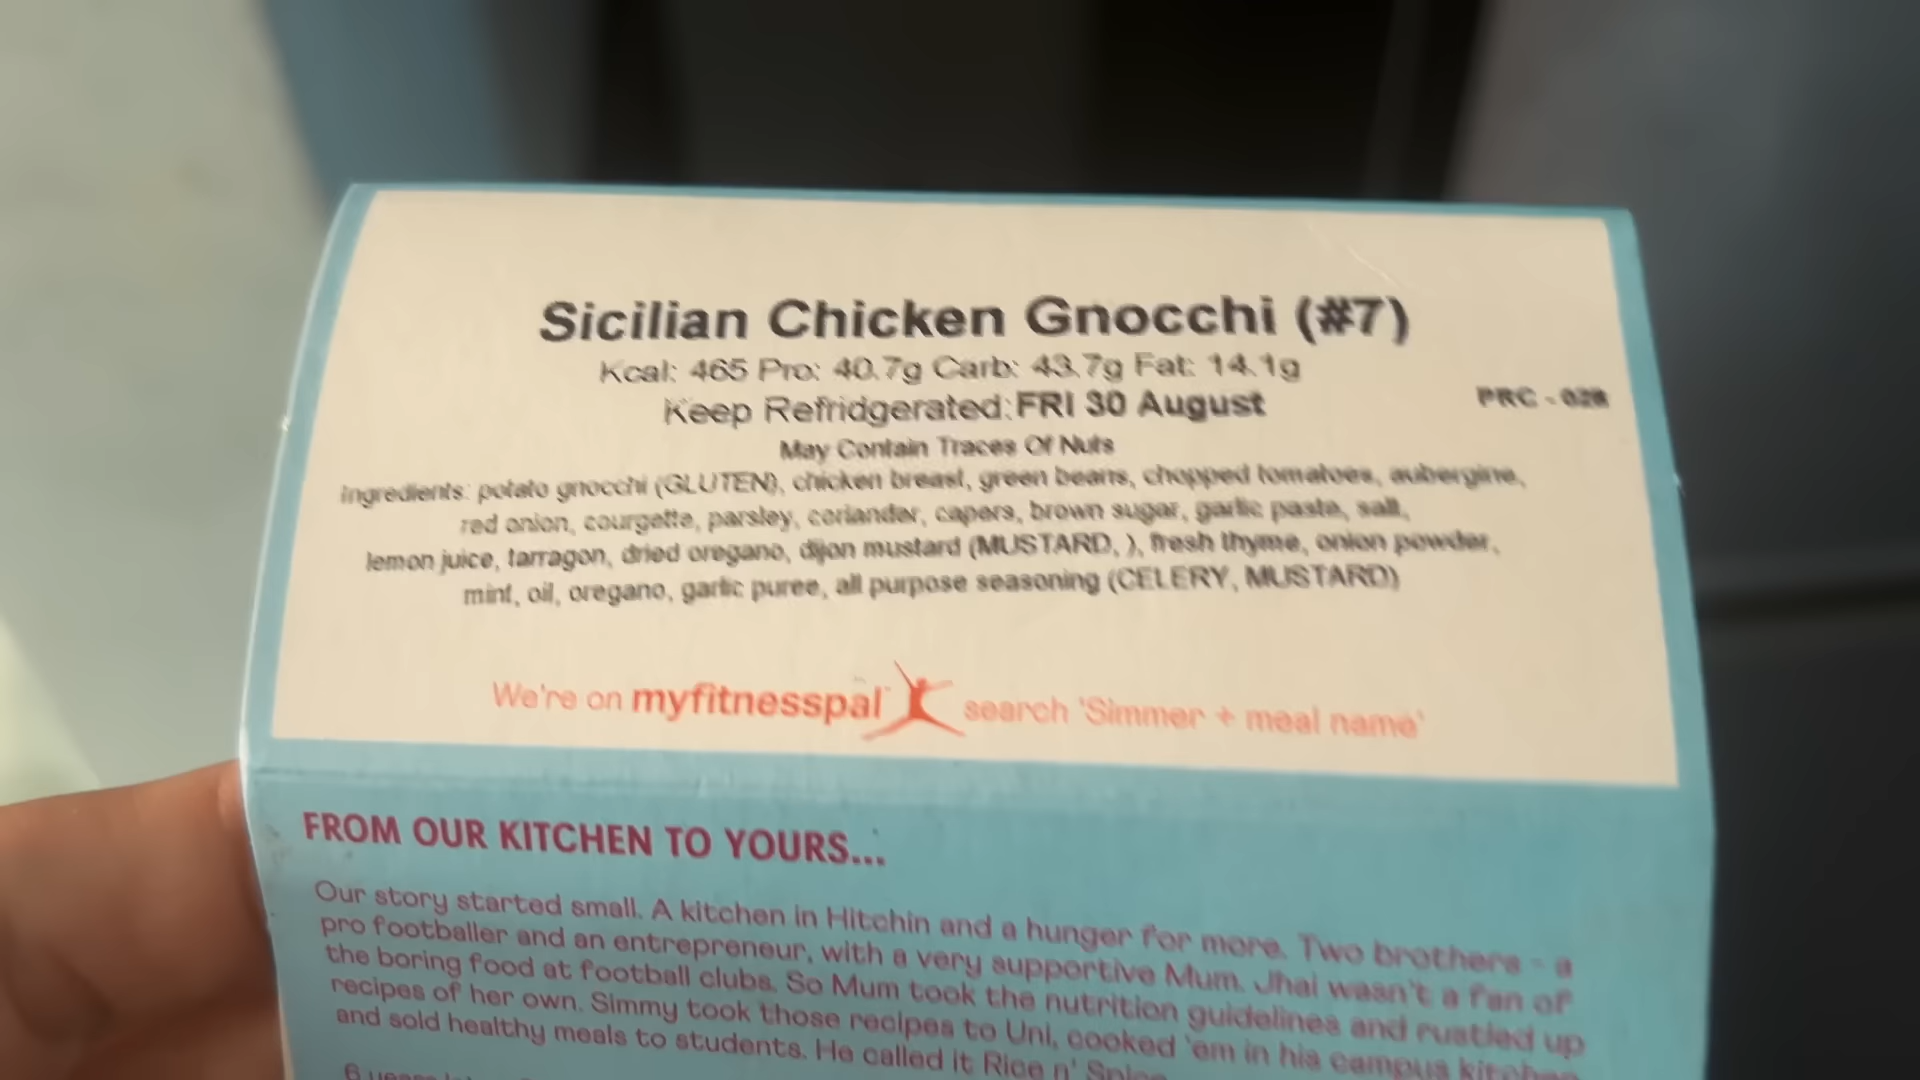 Sicilian Chicken Gnocchi (#7)
Kcal: 465 Pro: 40.7g Carb: 43.7g Fat: 14.1g
Keep Refridgerated: FRI 30 August
PRC - 028
May Contain Traces Of Nuts
Ingredients: potato gnocchi (GLUTEN), chicken breast, green beans, chopped tomatoes, aubergine,
red onion, courgette, parsley, coriander, capers, brown sugar, garlic paste, salt,
lemon juice, tarragon, dried oregano, dijon mustard (MUSTARD, ), fresh thyme, onion powder,
mint, oil, oregano, garlic puree, all purpose seasoning (CELERY, MUSTARD)
We're on myfitnesspal search 'Simmer + meal name'
FROM OUR KITCHEN TO YOURS...
Our story started small. A kitchen in Hitchin and a hunger for more. Two brothers - a
pro footballer and an entrepreneur, with a very supportive Mum. Jhai wasn't a fan of
the boring food at football clubs. So Mum took the nutrition guidelines and rustled up
recipes of her own. Simmy took those recipes to Uni, cooked 'em in his campus kitchen
and sold healthy meals to students. He called it Rice n' Spice
6 years